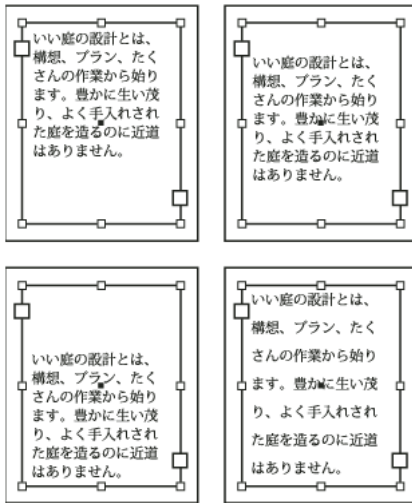 いい庭の設計とは、
構想、プラン、たく
さんの作業から始り
ます。豊かに生い茂
り、よく手入れされ
た庭を造るのに近道
はありません。
いい庭の設計とは、
構想、プラン、たく
さんの作業から始り
ます。豊かに生い茂
り、よく手入れされ
た庭を造るのに近道
はありません。
いい庭の設計とは、
構想、プラン、たく
さんの作業から始り
ます。豊かに生い茂
り、よく手入れされ
た庭を造るのに近道
はありません。
いい庭の設計とは、
構想、プラン、たく
さんの作業から始り
ます。豊かに生い茂
り、よく手入れされ
た庭を造るのに近道
はありません。